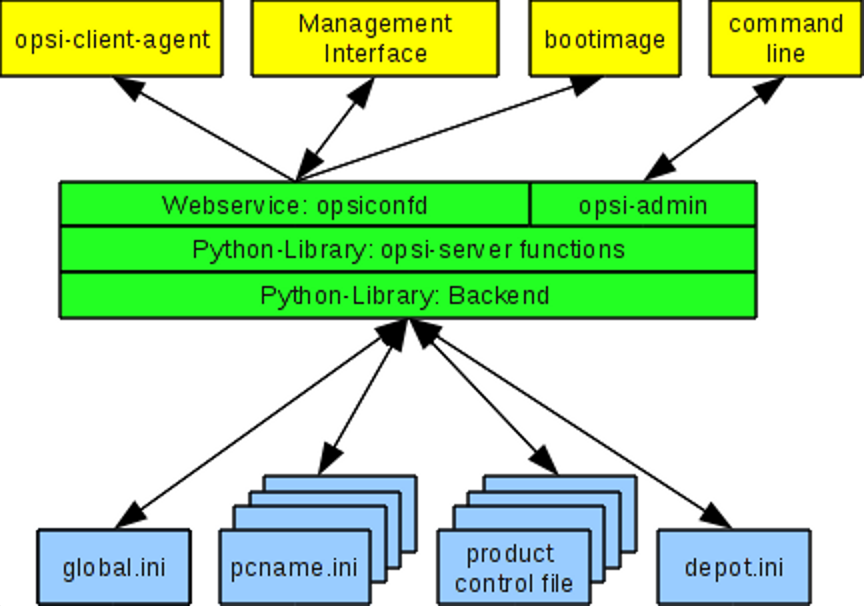 opsi-client-agent
Management
Interface
bootimage
command
line
Webservice: opsiconfd
opsi-admin
Python-Library: opsi-server functions
Python-Library: Backend
global.ini
pcname.ini
product
control file
depot.ini